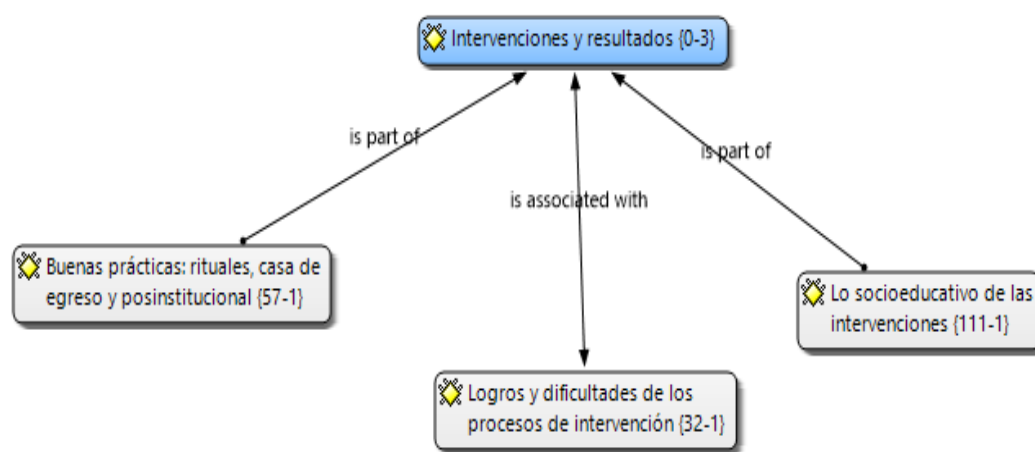 Intervenciones y resultados {0-3}
is part of
is part of
is associated with
Buenas prácticas: rituales, casa de
egreso y posinstitucional {57-1}
Lo socioeducativo de las
intervenciones {111-1}
Logros y dificultades de los
procesos de intervención {32-1}